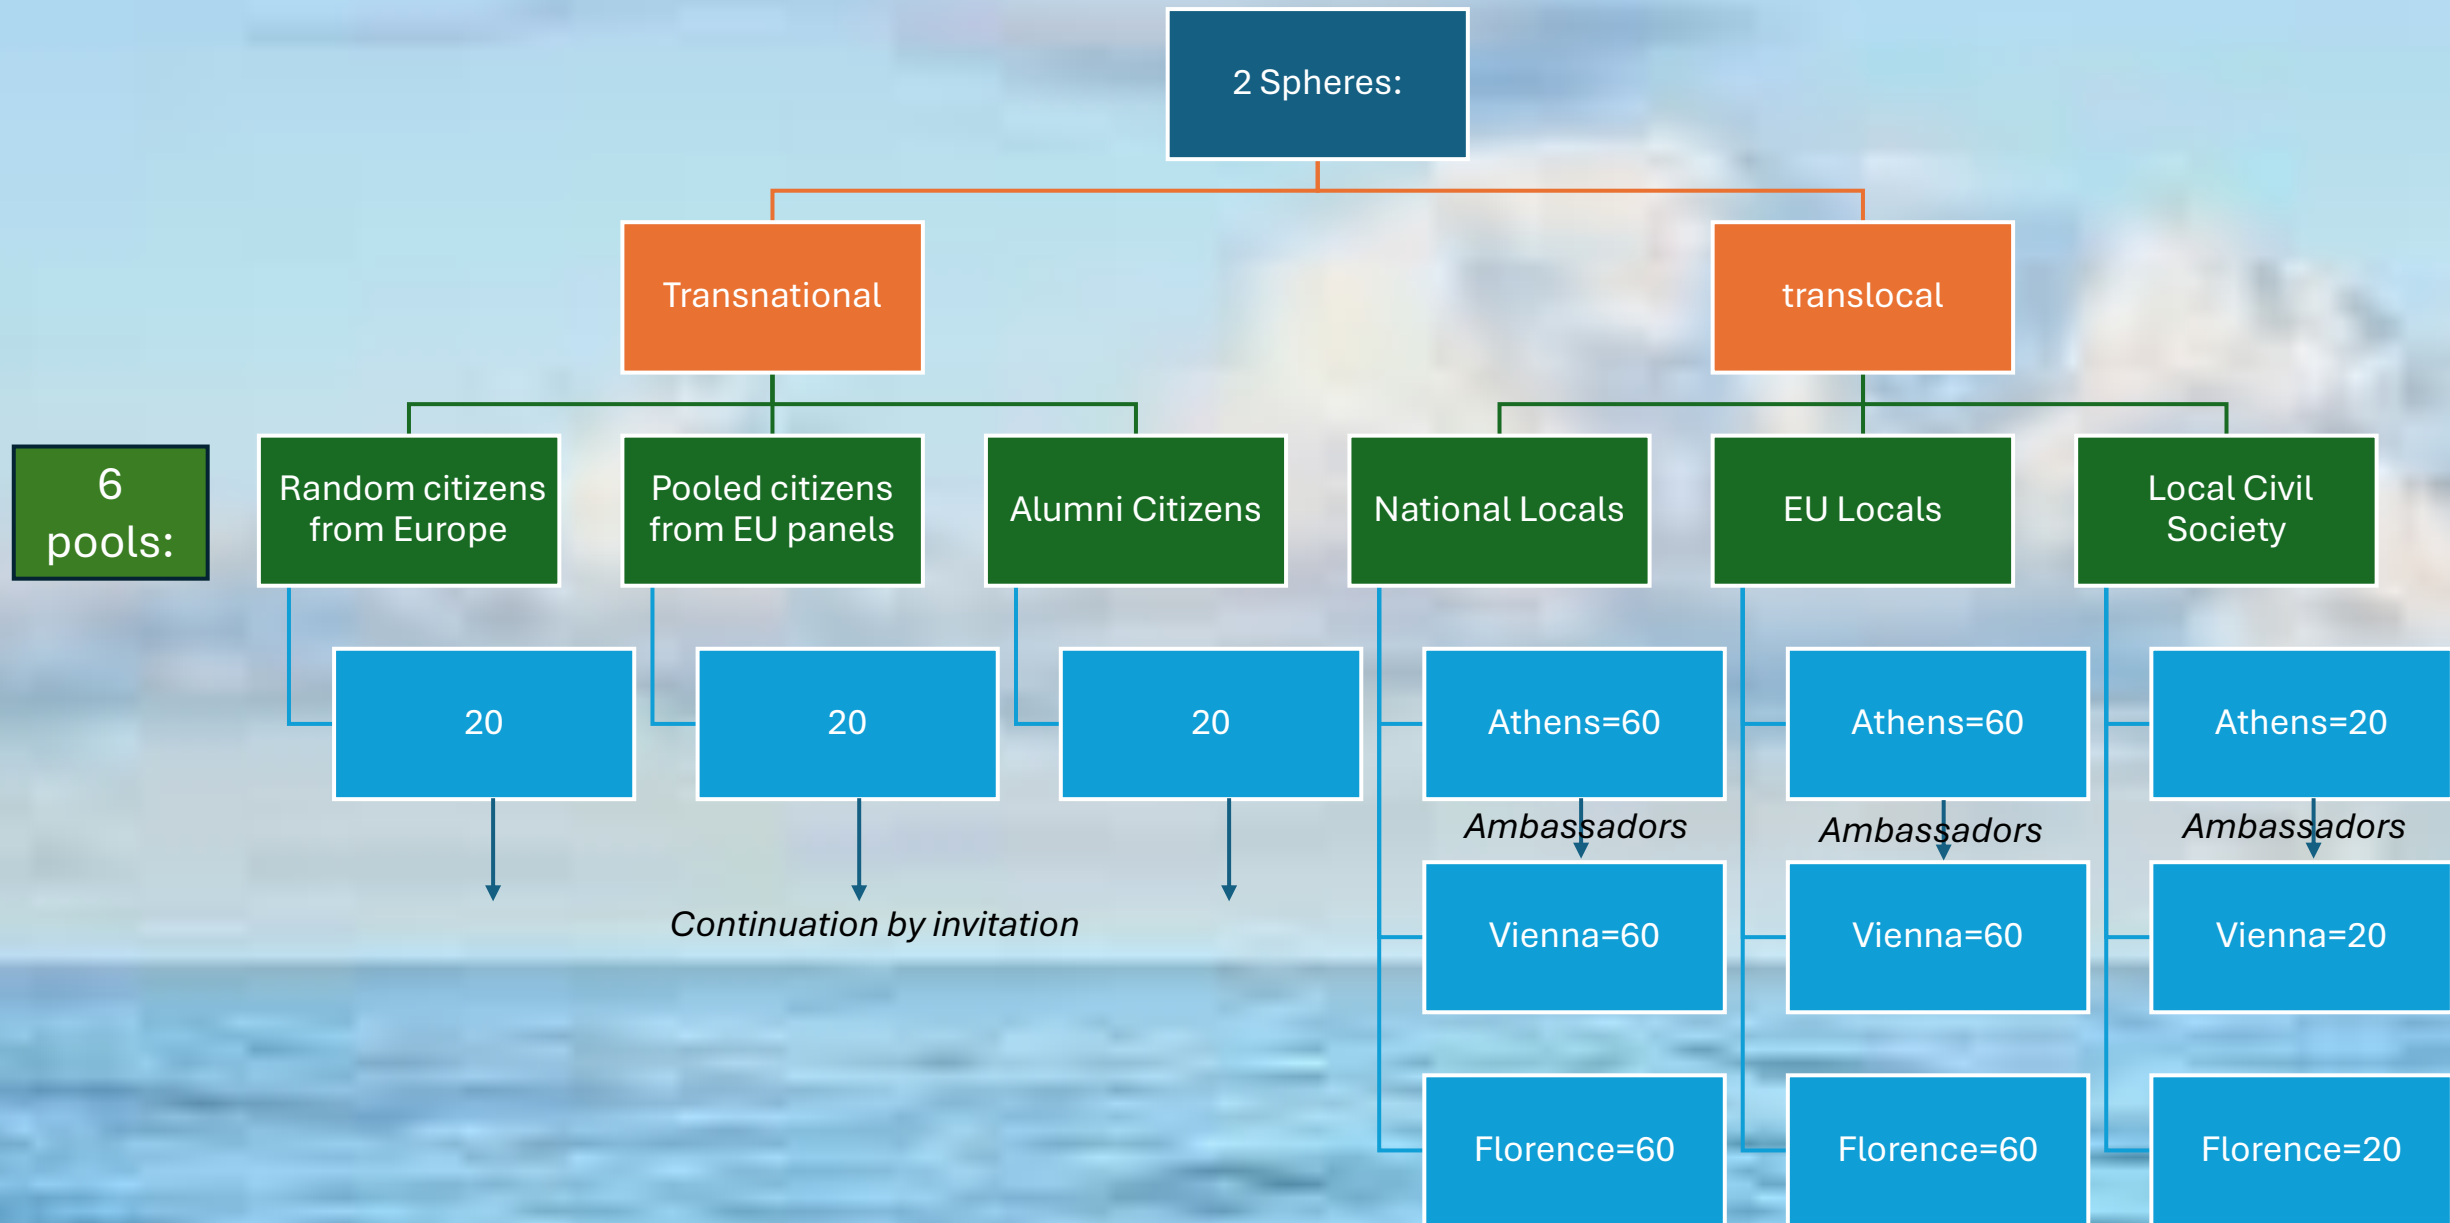 2 Spheres:
Transnational
translocal
6
pools:
Random citizens
from Europe
Pooled citizens
from EU panels
Alumni Citizens
National Locals
EU Locals
Local Civil
Society
20
20
20
Athens=60
Athens=60
Athens=20
Ambassadors
Ambassadors
Ambassadors
Continuation by invitation
Vienna=60
Vienna=60
Vienna=20
Florence=60
Florence=60
Florence=20